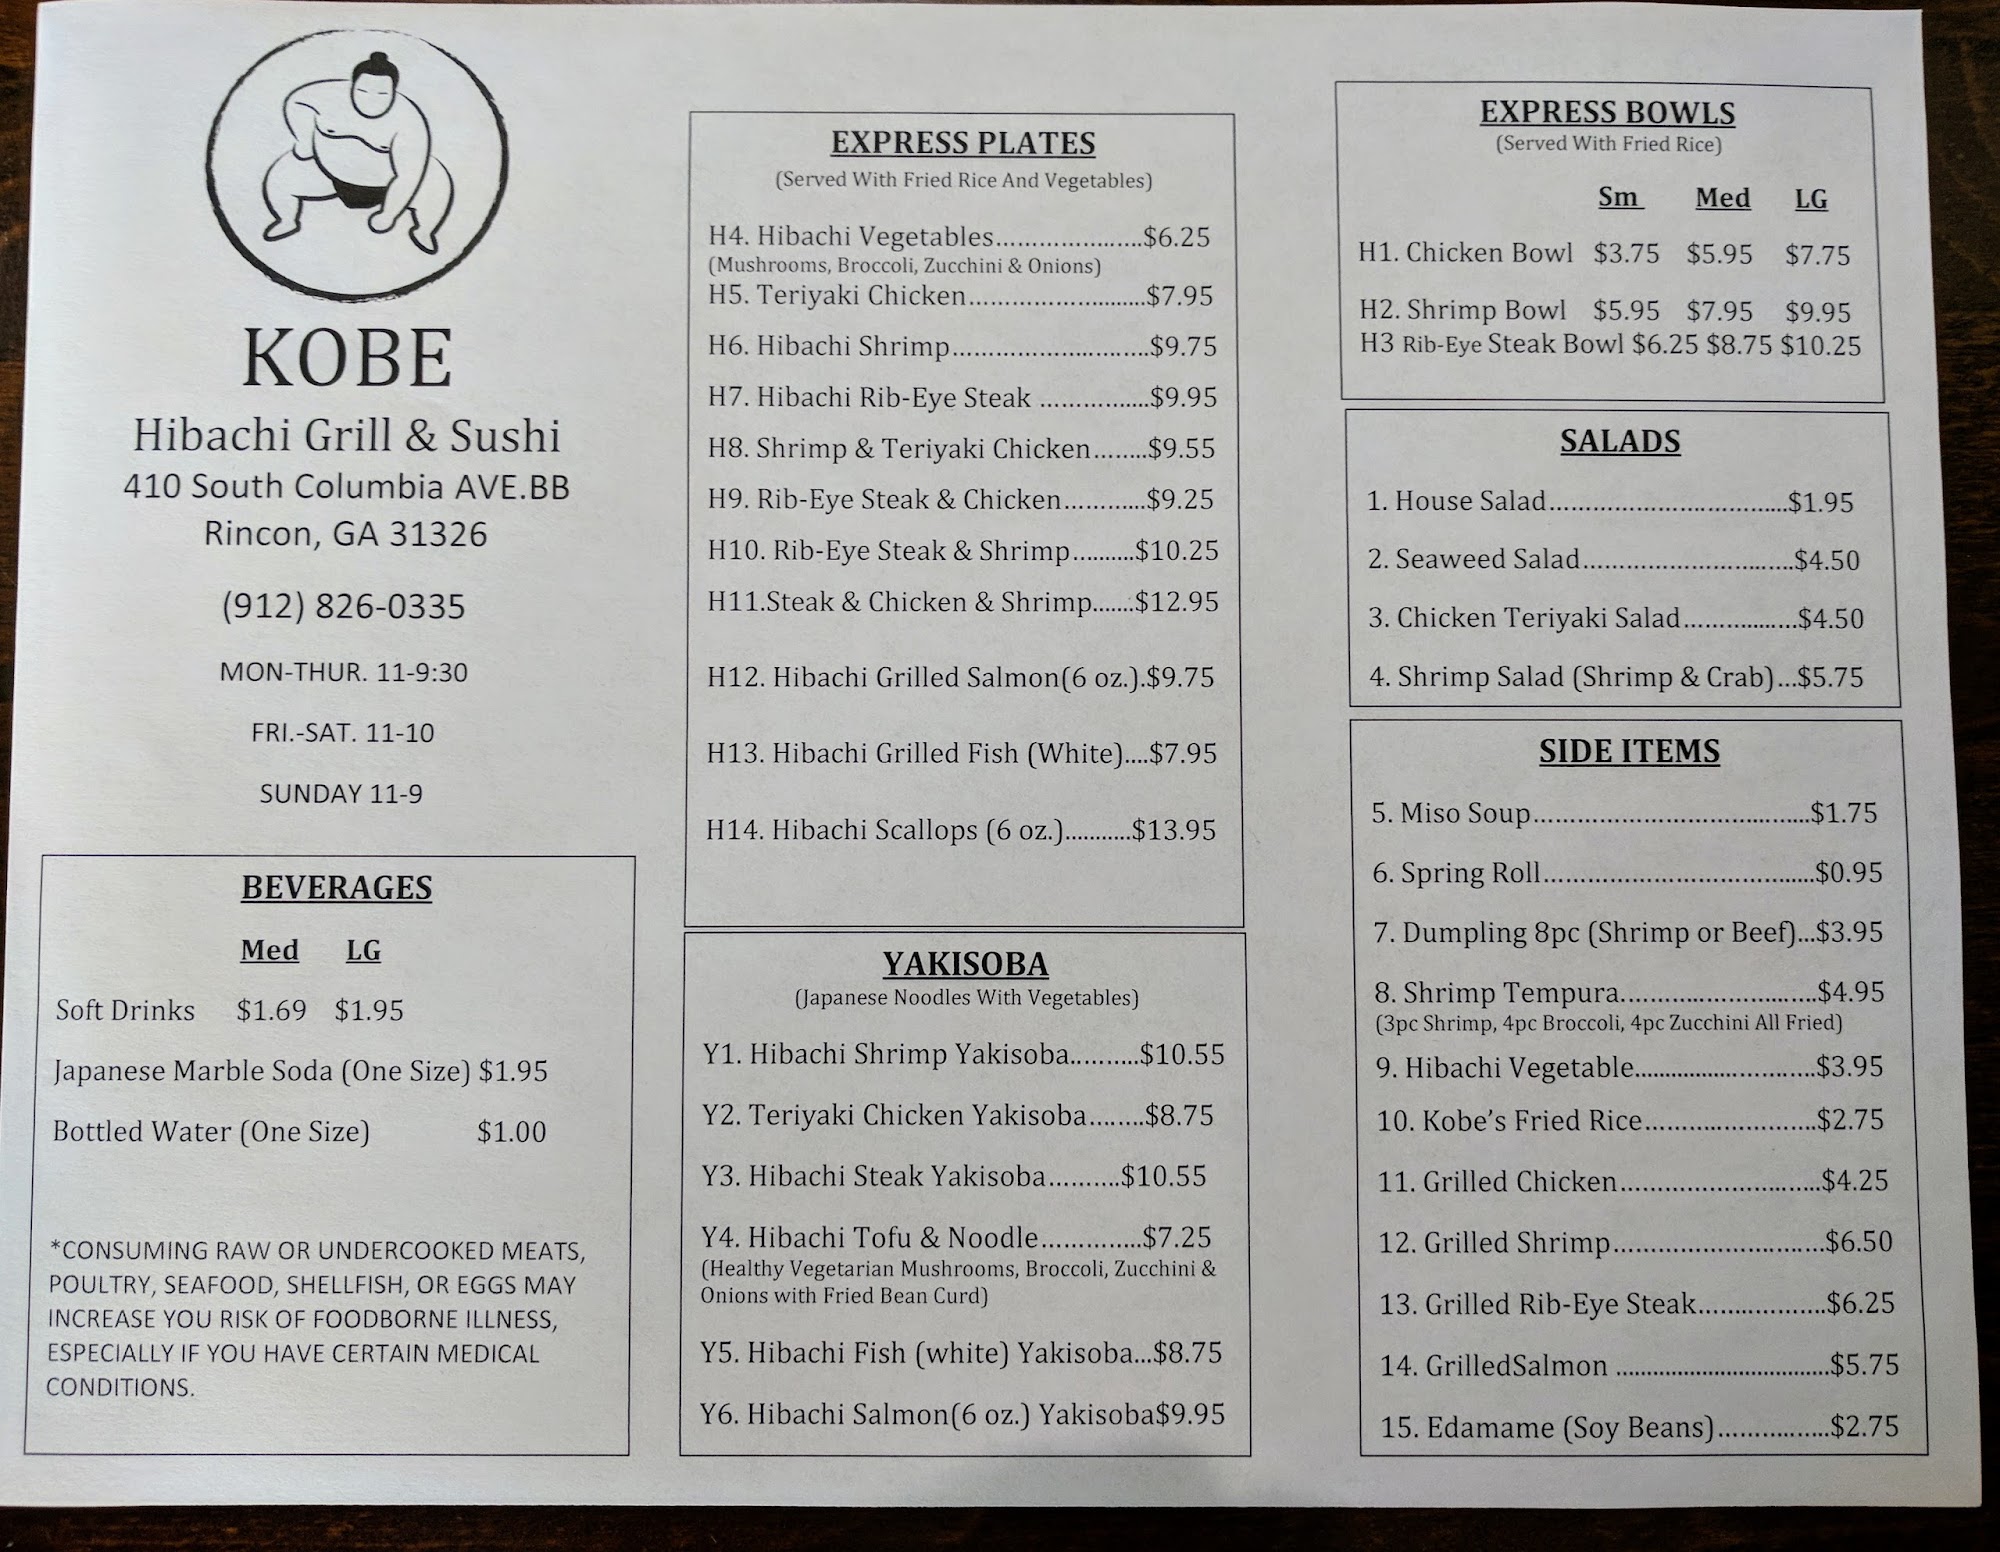 KOBE
Hibachi Grill & Sushi
410 South Columbia AVE.BB
Rincon, GA 31326
(912) 826-0335
MON-THUR. 11-9:30
FRI.-SAT. 11-10
SUNDAY 11-9
BEVERAGES
Med LG
Soft Drinks $1.69 $1.95
Japanese Marble Soda (One Size) $1.95
Bottled Water (One Size) $1.00
*CONSUMING RAW OR UNDERCOOKED MEATS,
POULTRY, SEAFOOD, SHELLFISH, OR EGGS MAY
INCREASE YOU RISK OF FOODBORNE ILLNESS,
ESPECIALLY IF YOU HAVE CERTAIN MEDICAL
CONDITIONS.
EXPRESS PLATES
(Served With Fried Rice And Vegetables)
H4. Hibachi Vegetables.....................$6.25
(Mushrooms, Broccoli, Zucchini & Onions)
H5. Teriyaki Chicken.........................$7.95
H6. Hibachi Shrimp............................$9.75
H7. Hibachi Rib-Eye Steak ................$9.95
H8. Shrimp & Teriyaki Chicken........$9.55
H9. Rib-Eye Steak & Chicken............$9.25
H10. Rib-Eye Steak & Shrimp..........$10.25
H11.Steak & Chicken & Shrimp.......$12.95
H12. Hibachi Grilled Salmon(6 oz.).$9.75
H13. Hibachi Grilled Fish (White)....$7.95
H14. Hibachi Scallops (6 oz.)...........$13.95
YAKISOBA
(Japanese Noodles With Vegetables)
Y1. Hibachi Shrimp Yakisoba..........$10.55
Y2. Teriyaki Chicken Yakisoba........$8.75
Y3. Hibachi Steak Yakisoba..........$10.55
Y4. Hibachi Tofu & Noodle..............$7.25
(Healthy Vegetarian Mushrooms, Broccoli, Zucchini &
Onions with Fried Bean Curd)
Y5. Hibachi Fish (white) Yakisoba...$8.75
Y6. Hibachi Salmon(6 oz.) Yakisoba$9.95
EXPRESS BOWLS
(Served With Fried Rice)
Sm Med LG
H1. Chicken Bowl $3.75 $5.95 $7.75
H2. Shrimp Bowl $5.95 $7.95 $9.95
H3 Rib-Eye Steak Bowl $6.25 $8.75 $10.25
SALADS
1. House Salad..................................$1.95
2. Seaweed Salad..............................$4.50
3. Chicken Teriyaki Salad................$4.50
4. Shrimp Salad (Shrimp & Crab)...$5.75
SIDE ITEMS
5. Miso Soup.......................................$1.75
6. Spring Roll......................................$0.95
7. Dumpling 8pc (Shrimp or Beef)...$3.95
8. Shrimp Tempura............................$4.95
(3pc Shrimp, 4pc Broccoli, 4pc Zucchini All Fried)
9. Hibachi Vegetable..........................$3.95
10. Kobe's Fried Rice........................$2.75
11. Grilled Chicken............................$4.25
12. Grilled Shrimp..............................$6.50
13. Grilled Rib-Eye Steak..................$6.25
14. GrilledSalmon ..............................$5.75
15. Edamame (Soy Beans)................$2.75